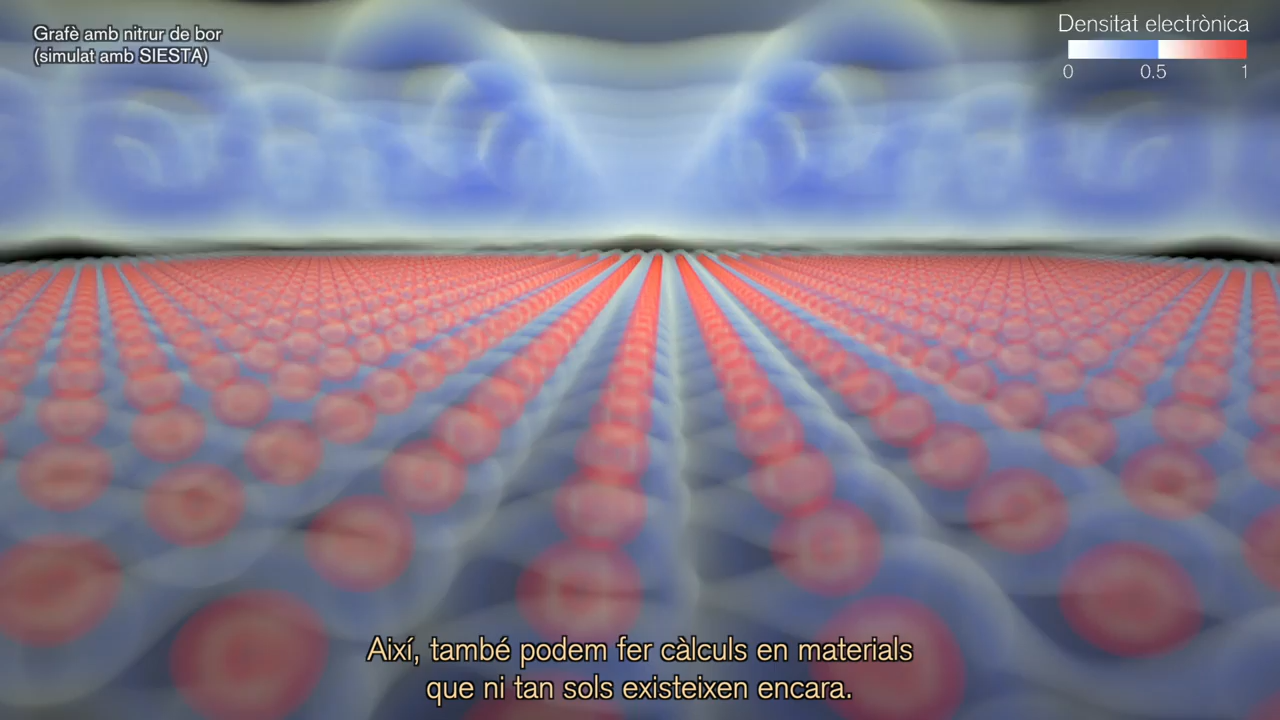 Grafè amb nitrur de bor
(simulat amb SIESTA)
Densitat electrònica
0 0.5 1
Així, també podem fer càlculs en materials
que ni tan sols existeixen encara.